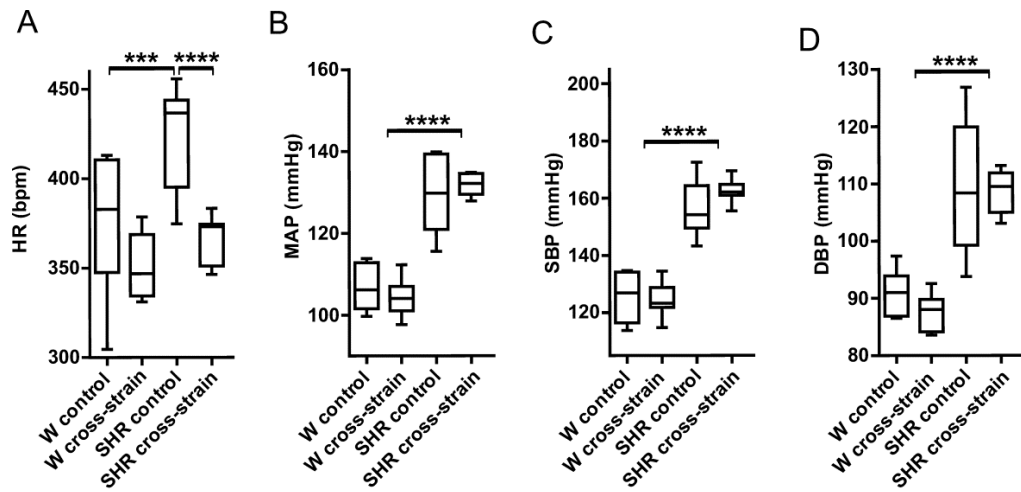 A
HR (bpm)
450
400
350
300
*** ****
W control
W cross-strain
SHR control
SHR cross-strain
B
MAP (mmHg)
160
140
120
100
****
W control
W cross-strain
SHR control
SHR cross-strain
C
SBP (mmHg)
200
180
160
140
120
****
W control
W cross-strain
SHR control
SHR cross-strain
D
DBP (mmHg)
130
120
110
100
90
80
****
W control
W cross-strain
SHR control
SHR cross-strain